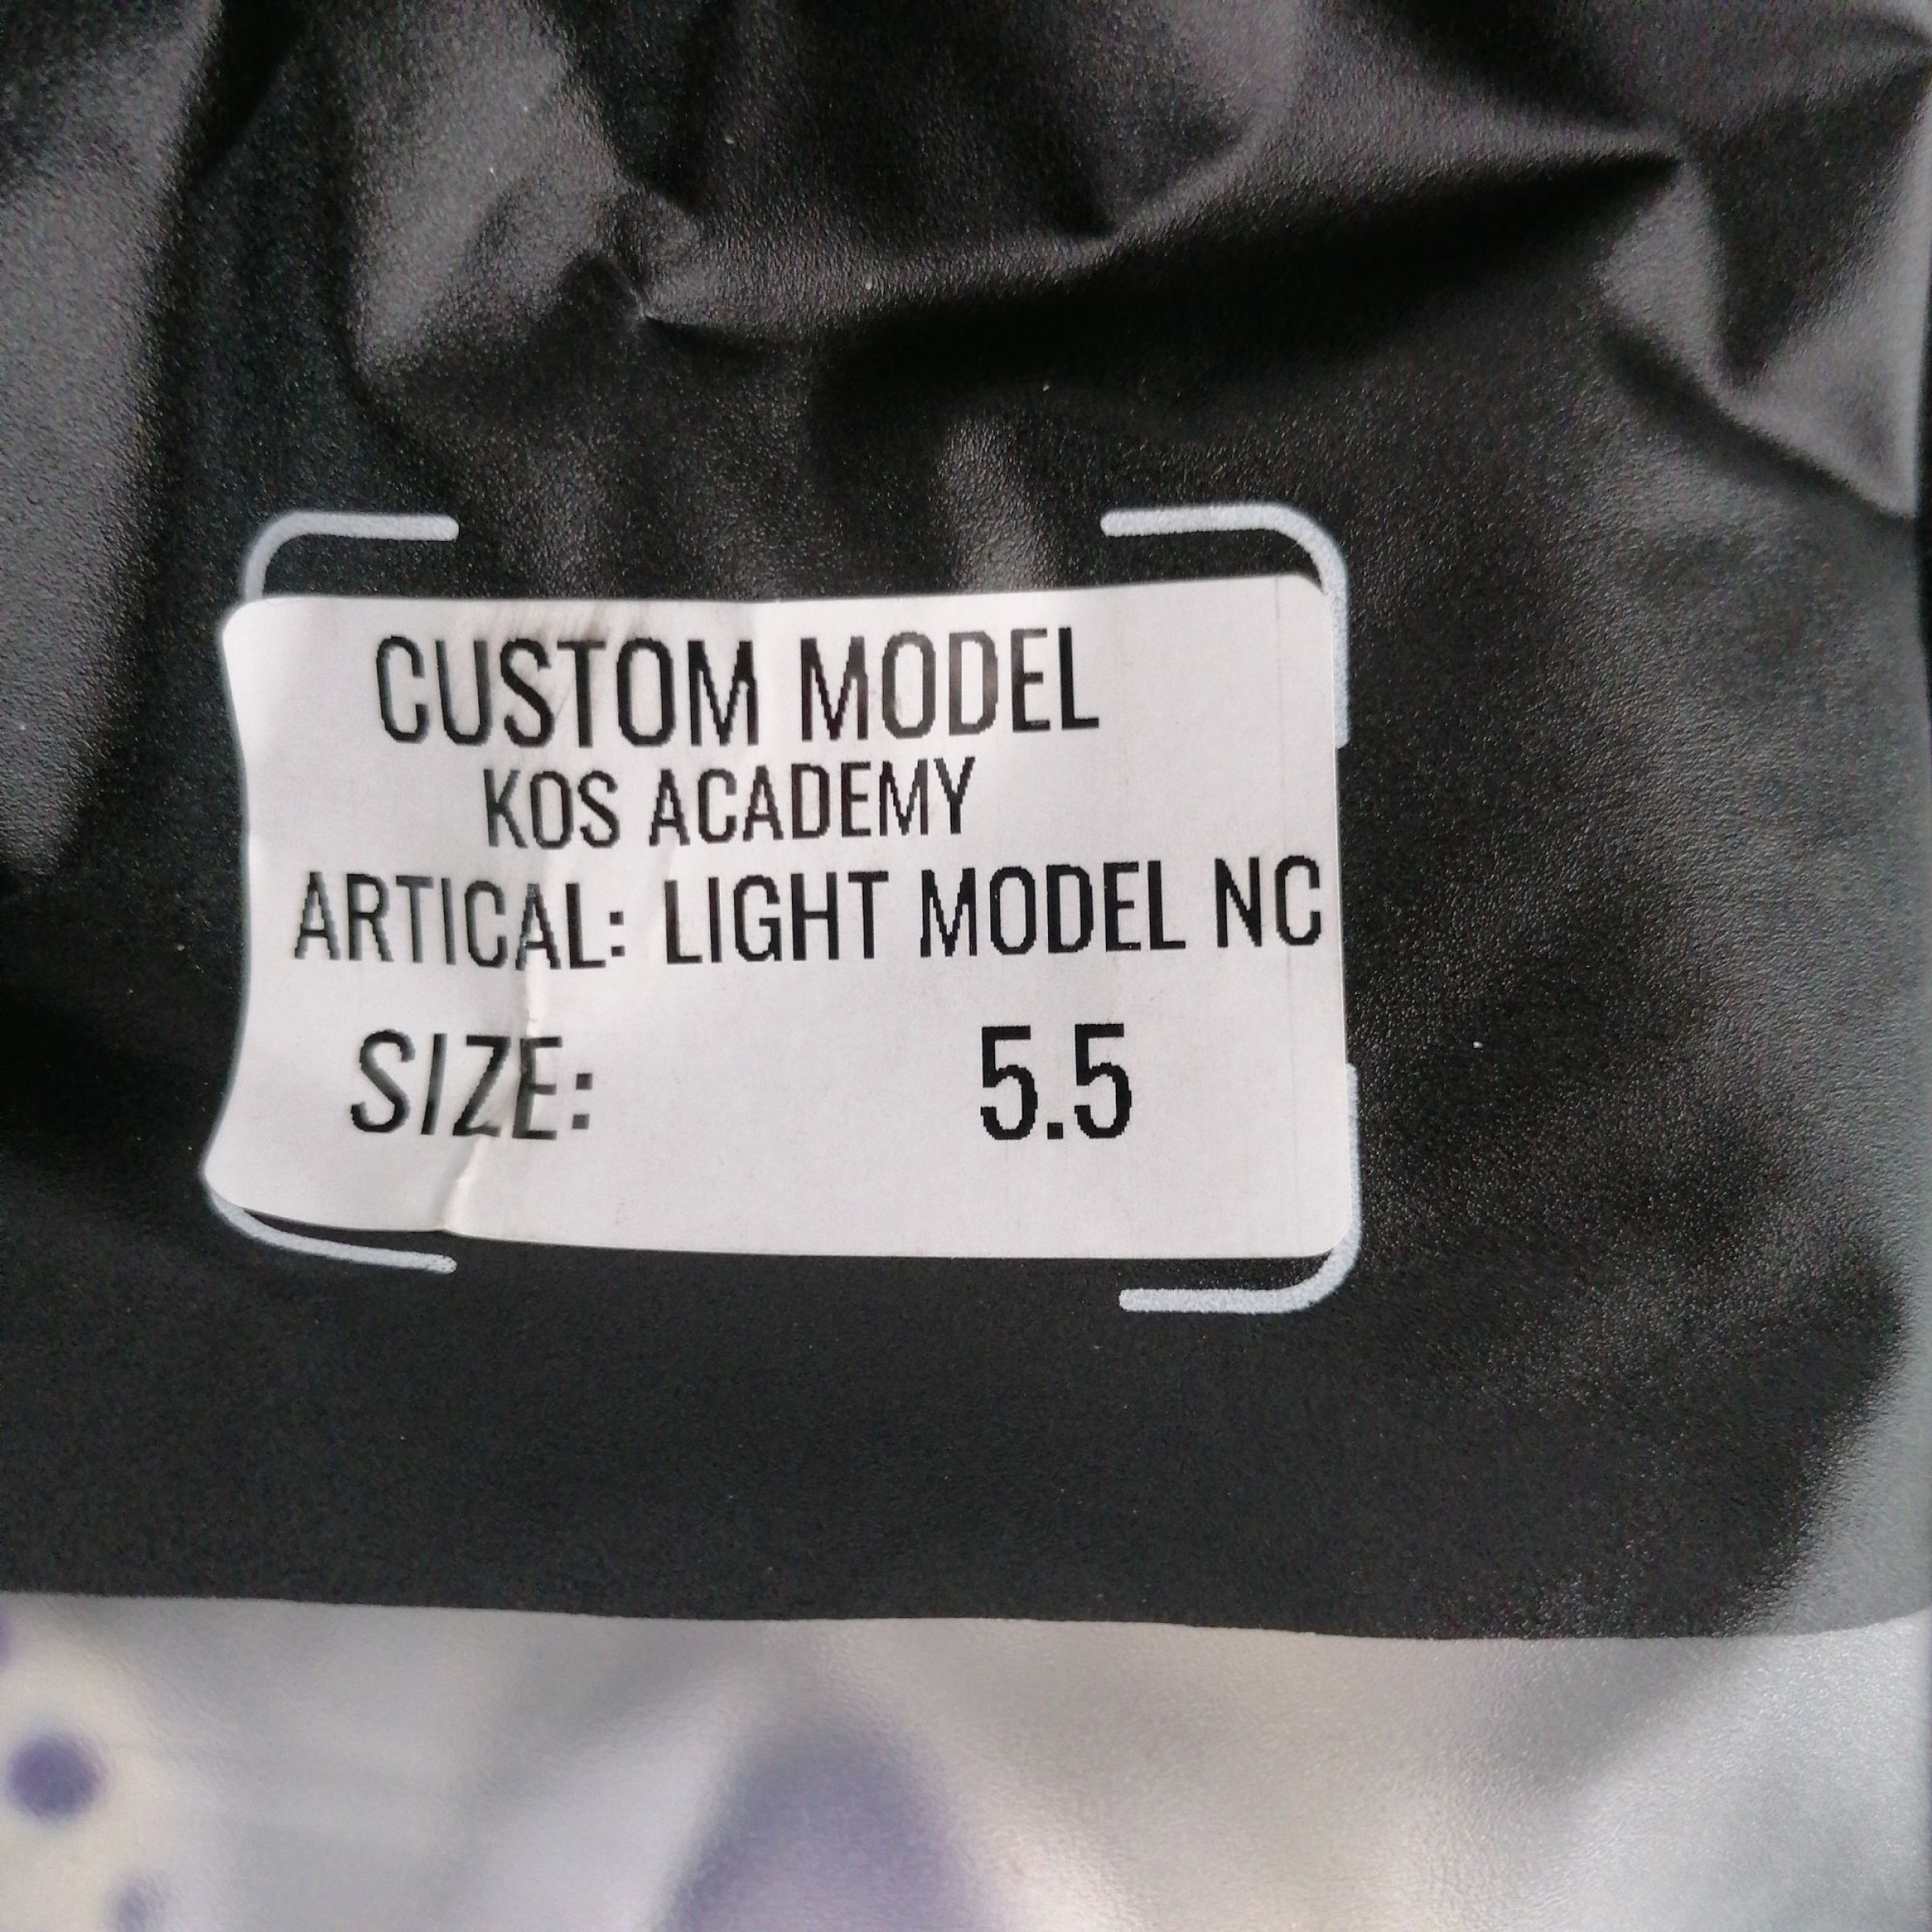 CUSTOM MODEL
KOS ACADEMY
ARTICAL: LIGHT MODEL NC
SIZE: 5.5